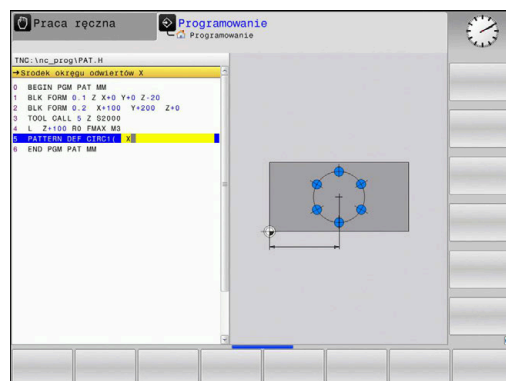 Praca ręczna
Programowanie
Programowanie
TNC:\nc_prog\PAT.H
→Srodek okręgu odwiertów X
0 BEGIN PGM PAT MM
1 BLK FORM 0.1 Z X+0 Y+0 Z-20
2 BLK FORM 0.2 X+100 Y+200 Z+0
3 TOOL CALL 5 Z S2000
4 L Z+100 R0 FMAX M3
5 PATTERN DEF CIRC1( X
6 END PGM PAT MM